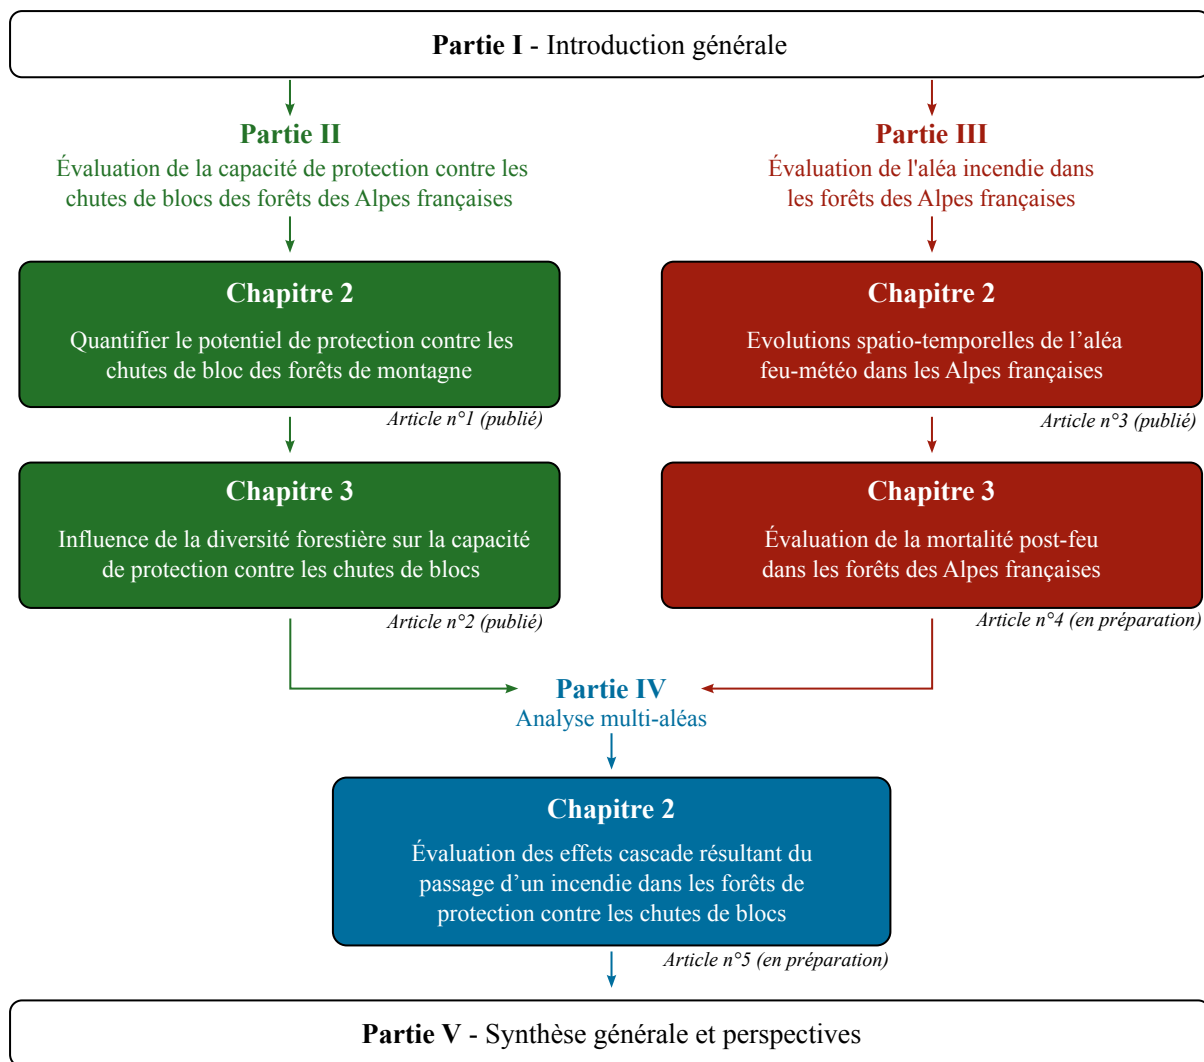 Partie I - Introduction générale
Partie II
Évaluation de la capacité de protection contre les
chutes de blocs des forêts des Alpes françaises
Chapitre 2
Quantifier le potentiel de protection contre les
chutes de bloc des forêts de montagne
Article n°1 (publié)
Chapitre 3
Influence de la diversité forestière sur la capacité
de protection contre les chutes de blocs
Article n°2 (publié)
Partie III
Évaluation de l'aléa incendie dans
les forêts des Alpes françaises
Chapitre 2
Evolutions spatio-temporelles de l’aléa
feu-météo dans les Alpes françaises
Article n°3 (publié)
Chapitre 3
Évaluation de la mortalité post-feu
dans les forêts des Alpes françaises
Article n°4 (en préparation)
Partie IV
Analyse multi-aléas
Chapitre 2
Évaluation des effets cascade résultant du
passage d’un incendie dans les forêts de
protection contre les chutes de blocs
Article n°5 (en préparation)
Partie V - Synthèse générale et perspectives